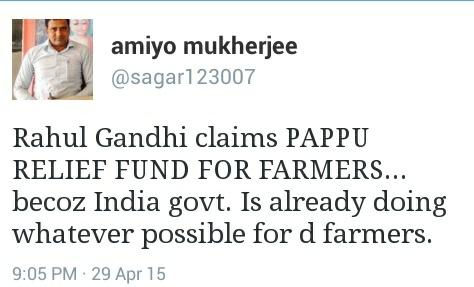 amiyo mukherjee
@sagar123007
Rahul Gandhi claims PAPPU
RELIEF FUND FOR FARMERS...
becoz India govt. Is already doing
whatever possible for d farmers.
9:05 PM · 29 Apr 15